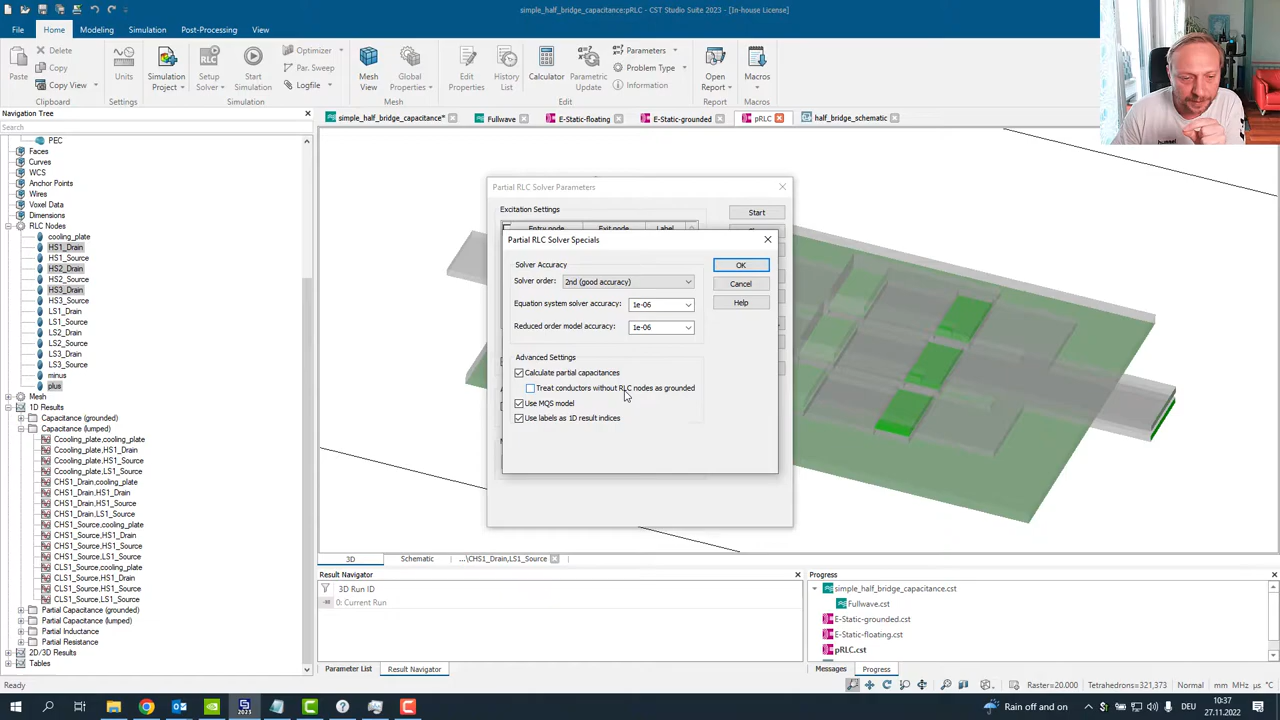 simple_half_bridge_capacitance:pRLC - CST Studio Suite 2023 - [In-house License]
File Home Modeling Simulation Post-Processing View
Paste
Delete
Copy
Copy View
Clipboard
Units
Settings
Simulation Project
Setup Solver
Start Simulation
Optimizer
Par. Sweep
Logfile
Simulation
Mesh View
Global Properties
Mesh
Edit Properties
History List
Calculator
Parametric Update
Parameters
Problem Type
Information
Edit
Open Report
Report
Macros
Macros
Navigation Tree
Search
simple_half_bridge_capacitance* Fullwave E-Static-floating E-Static-grounded pRLC half_bridge_schematic
PEC
Faces
Curves
WCS
Anchor Points
Wires
Voxel Data
Lumped Elements
Dimensions
RLC Nodes
cooling_plate
HS1_Drain
HS1_Source
HS2_Drain
HS2_Source
HS3_Drain
HS3_Source
LS1_Drain
LS1_Source
LS2_Drain
LS2_Source
LS3_Drain
LS3_Source
minus
plus
Mesh
1D Results
Capacitance (grounded)
Capacitance (lumped)
Ccooling_plate,cooling_plate
Ccooling_plate,HS1_Drain
Ccooling_plate,HS1_Source
Ccooling_plate,LS1_Source
CHS1_Drain,cooling_plate
CHS1_Drain,HS1_Drain
CHS1_Drain,HS1_Source
CHS1_Drain,LS1_Source
CHS1_Source,cooling_plate
CHS1_Source,HS1_Drain
CHS1_Source,HS1_Source
CHS1_Source,LS1_Source
CLS1_Source,cooling_plate
CLS1_Source,HS1_Drain
CLS1_Source,HS1_Source
CLS1_Source,LS1_Source
Partial Capacitance (grounded)
Partial Capacitance (lumped)
Partial Inductance
Partial Resistance
2D/3D Results
Tables
Partial RLC Solver Parameters
Excitation Settings
Entry node Exit node Label
Start
Partial RLC Solver Specials
Solver Accuracy
Solver order: 2nd (good accuracy)
Equation system solver accuracy: 1e-06
Reduced order model accuracy: 1e-06
OK
Cancel
Help
Advanced Settings
Calculate partial capacitances
Treat conductors without RLC nodes as grounded
Use MQS model
Use labels as 1D result indices
3D Schematic ...\CHS1_Drain,LS1_Source
Result Navigator
3D Run ID
0: Current Run
Parameter List Result Navigator
Progress
simple_half_bridge_capacitance.cst
Fullwave.cst
E-Static-grounded.cst
E-Static-floating.cst
pRLC.cst
Messages Progress
Ready
Raster=20.000 Tetrahedrons=321,373 Normal mm MHz µs °C
2023
Rain off and on
DEU
10:37
27.11.2022